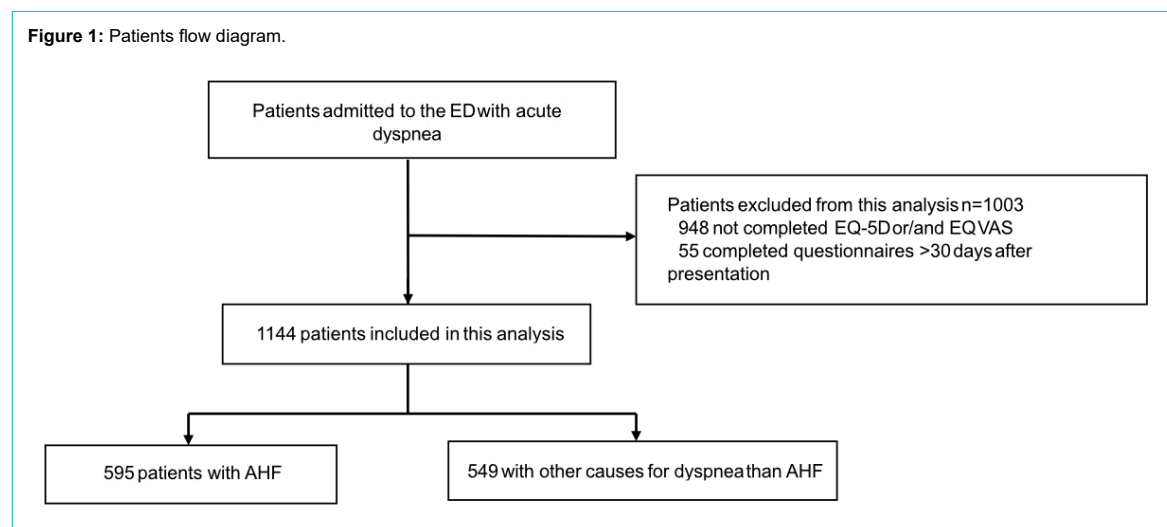 Figure 1: Patients flow diagram.
Patients admitted to the ED with acute
dyspnea
Patients excluded from this analysis n=1003
948 not completed EQ-5D or/and EQVAS
55 completed questionnaires >30 days after
presentation
1144 patients included in this analysis
595 patients with AHF
549 with other causes for dyspnea than AHF